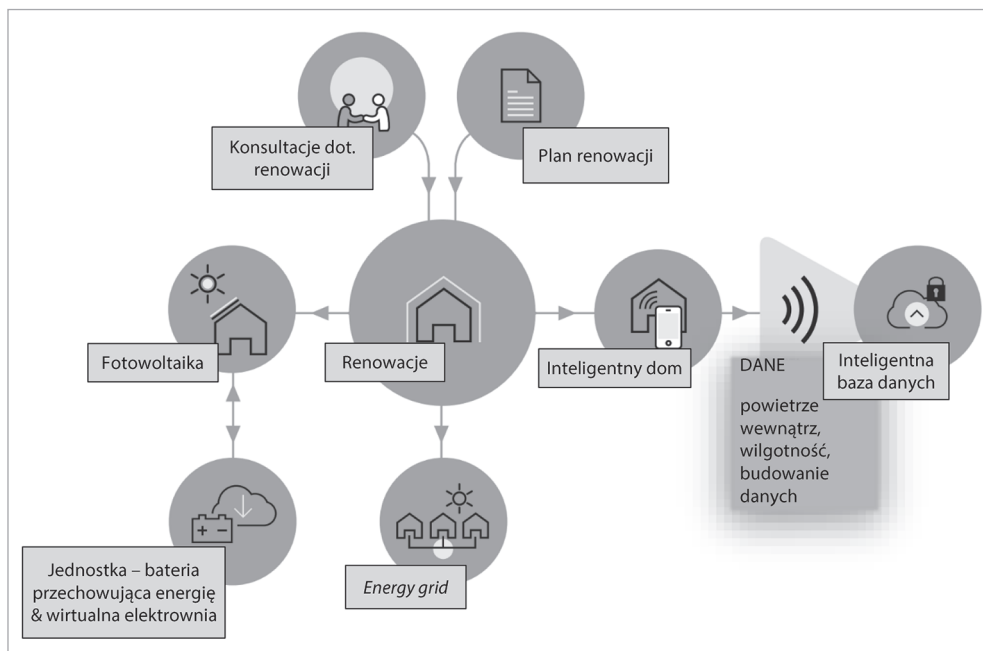 Konsultacje dot.
renowacji
Plan renowacji
Fotowoltaika
Renowacje
Inteligentny dom
DANE
powietrze
wewnątrz,
wilgotność,
budowanie
danych
Inteligentna
baza danych
Jednostka – bateria
przechowująca energię
& wirtualna elektrownia
Energy grid